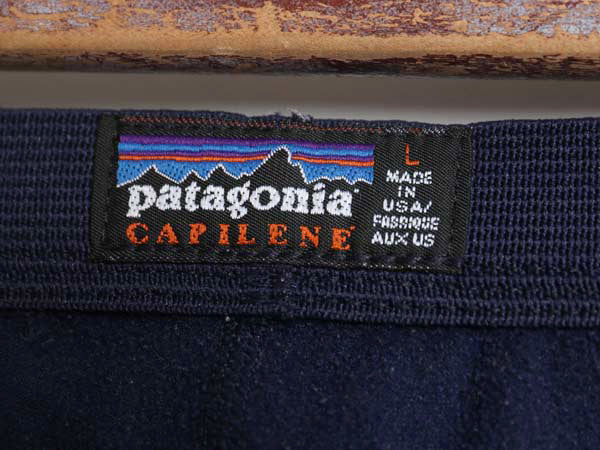 patagonia
CAPILENE
L
MADE
IN
USA/
FABRIQUE
AUX US